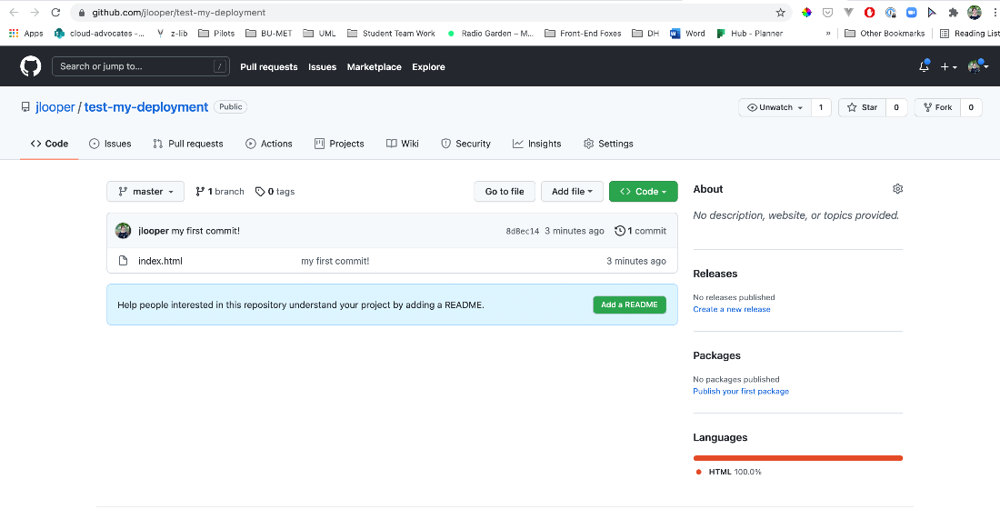 github.com/jlooper/test-my-deployment
Apps cloud-advocates -... z-lib Pilots BU-MET UML Student Team Work Radio Garden – M... Front-End Foxes DH Word Hub - Planner » Other Bookmarks Reading List
Search or jump to... / Pull requests Issues Marketplace Explore
jlooper / test-my-deployment Public Unwatch 1 Star 0 Fork 0
Code Issues Pull requests Actions Projects Wiki Security Insights Settings
master 1 branch 0 tags Go to file Add file Code
jlooper my first commit! 8d8ec14 3 minutes ago 1 commit
index.html my first commit! 3 minutes ago
Help people interested in this repository understand your project by adding a README. Add a README
About
No description, website, or topics provided.
Releases
No releases published
Create a new release
Packages
No packages published
Publish your first package
Languages
HTML 100.0%